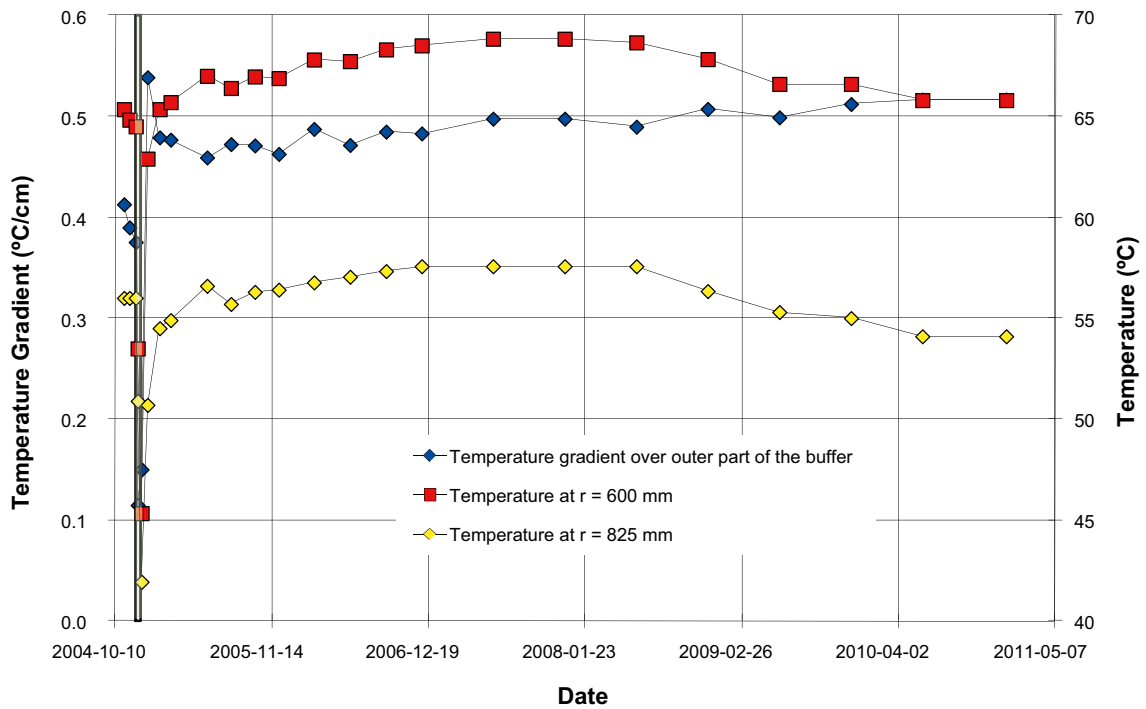 0.6
0.5
0.4
0.3
0.2
0.1
0.0
Temperature Gradient (ºC/cm)
70
65
60
55
50
45
40
Temperature (ºC)
Temperature gradient over outer part of the buffer
Temperature at r = 600 mm
Temperature at r = 825 mm
2004-10-10 2005-11-14 2006-12-19 2008-01-23 2009-02-26 2010-04-02 2011-05-07
Date